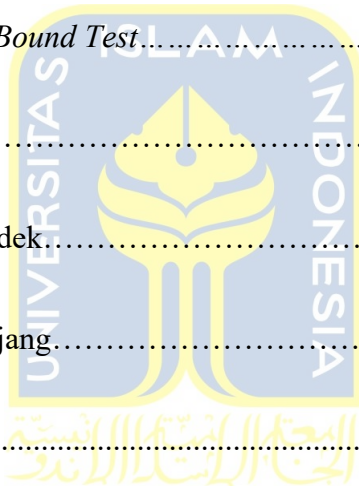 Bound Test………………………
ISLAM
UNIVERSITAS
INDONESIA
……………………………………
dek……………………………
jang……………………………
......................................................